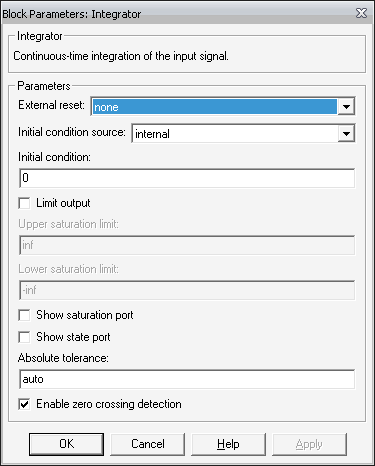 Block Parameters: Integrator
Integrator
Continuous-time integration of the input signal.
Parameters
External reset: none
Initial condition source: internal
Initial condition:
0
Limit output
Upper saturation limit:
inf
Lower saturation limit:
-inf
Show saturation port
Show state port
Absolute tolerance:
auto
Enable zero crossing detection
OK Cancel Help Apply